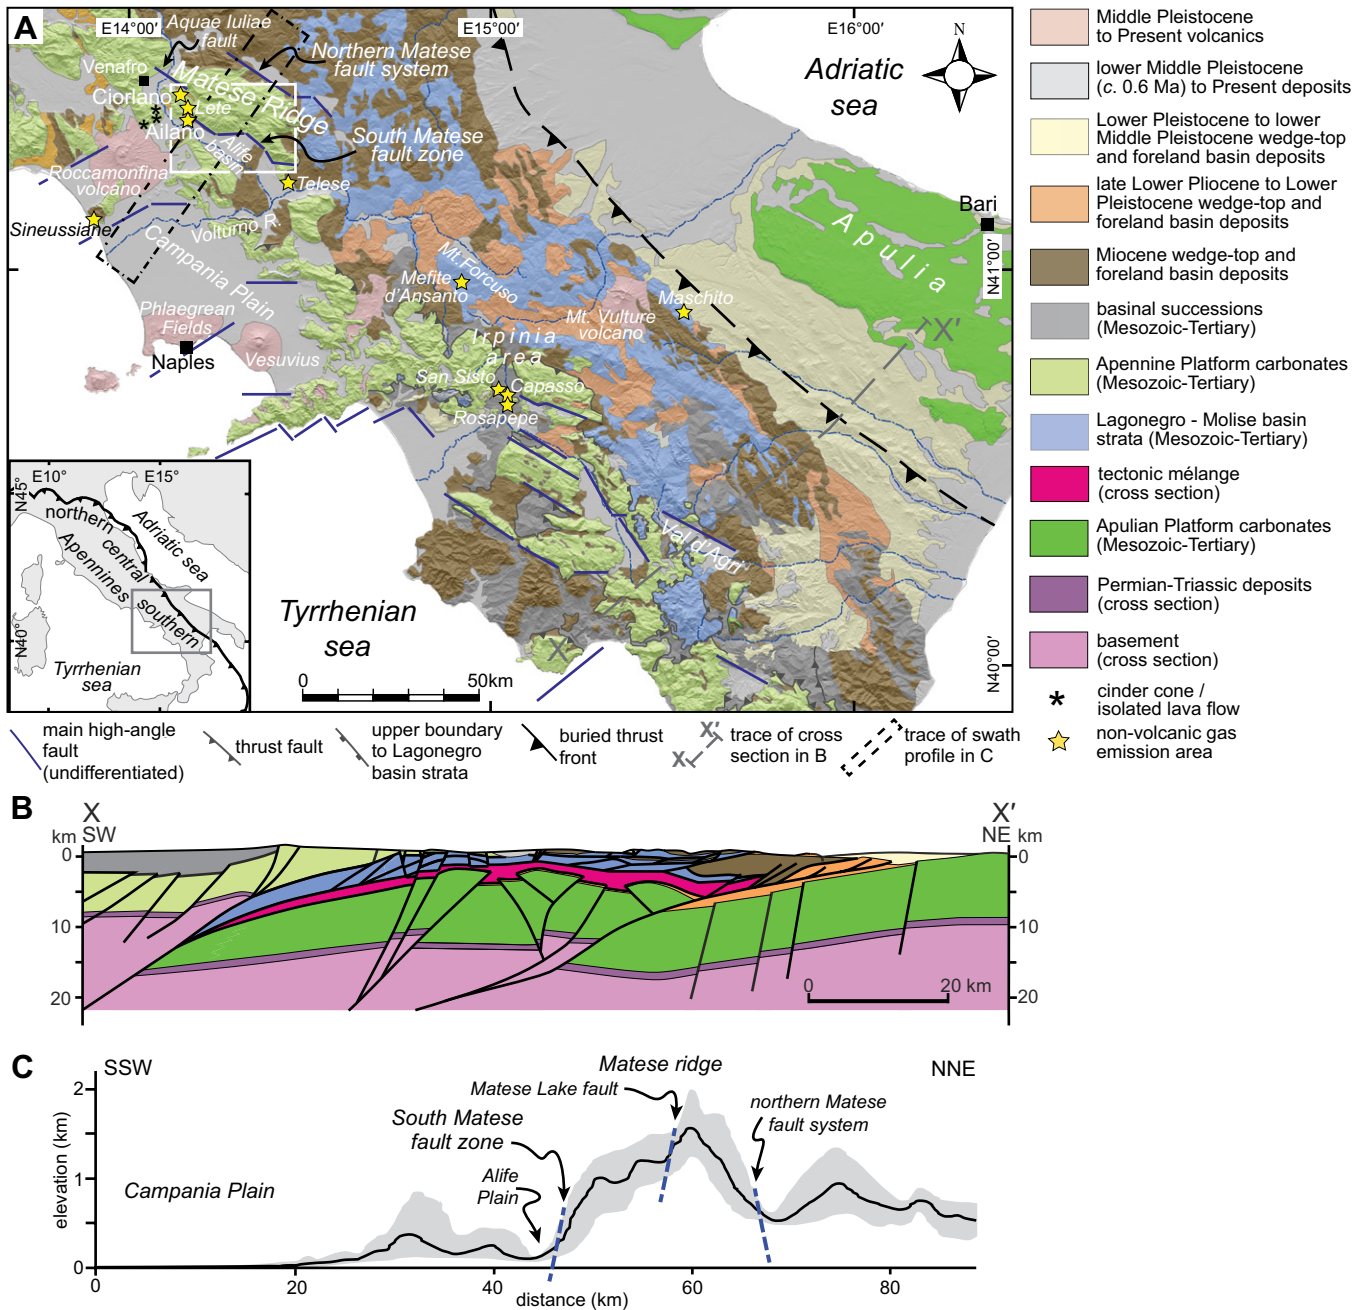 A
E14°00′
E15°00′
E16°00′
N
Aquae Iuliae
fault
Northern Matese
fault system
Venafro
Matese Ridge
Ciorlano
Lete
Ailano
Alife
basin
South Matese
fault zone
Roccamonfina
volcano
Telese
Sineussiane
Volturno R.
Campania Plain
Adriatic
sea
Bari
Apulia
N41°00′
Mt.Forcuso
Mefite
d'Ansanto
Maschito
Mt. Vulture
volcano
Phlaegrean
Fields
Naples
Vesuvius
Irpinia
area
San Sisto
Capasso
Rosapepe
X′
Val d'Agri
X
Tyrrhenian
sea
N40°00′
0
50km
E10°
E15°
N45°
N40°
northern
central
southern
Apennines
Adriatic sea
Tyrrhenian
sea
Middle Pleistocene
to Present volcanics
lower Middle Pleistocene
(c. 0.6 Ma) to Present deposits
Lower Pleistocene to lower
Middle Pleistocene wedge-top
and foreland basin deposits
late Lower Pliocene to Lower
Pleistocene wedge-top and
foreland basin deposits
Miocene wedge-top and
foreland basin deposits
basinal successions
(Mesozoic-Tertiary)
Apennine Platform carbonates
(Mesozoic-Tertiary)
Lagonegro - Molise basin
strata (Mesozoic-Tertiary)
tectonic mélange
(cross section)
Apulian Platform carbonates
(Mesozoic-Tertiary)
Permian-Triassic deposits
(cross section)
basement
(cross section)
* cinder cone /
isolated lava flow
non-volcanic gas
emission area
main high-angle
fault
(undifferentiated)
thrust fault
upper boundary
to Lagonegro
basin strata
buried thrust
front
X X′
trace of cross
section in B
trace of swath
profile in C
B
X
X′
km SW
NE km
0
10
20
0
10
20
0
20 km
C
SSW
NNE
Matese ridge
Matese Lake fault
South Matese
fault zone
northern Matese
fault system
Alife
Plain
Campania Plain
elevation (km)
2
1
0
0
20
40
60
80
distance (km)